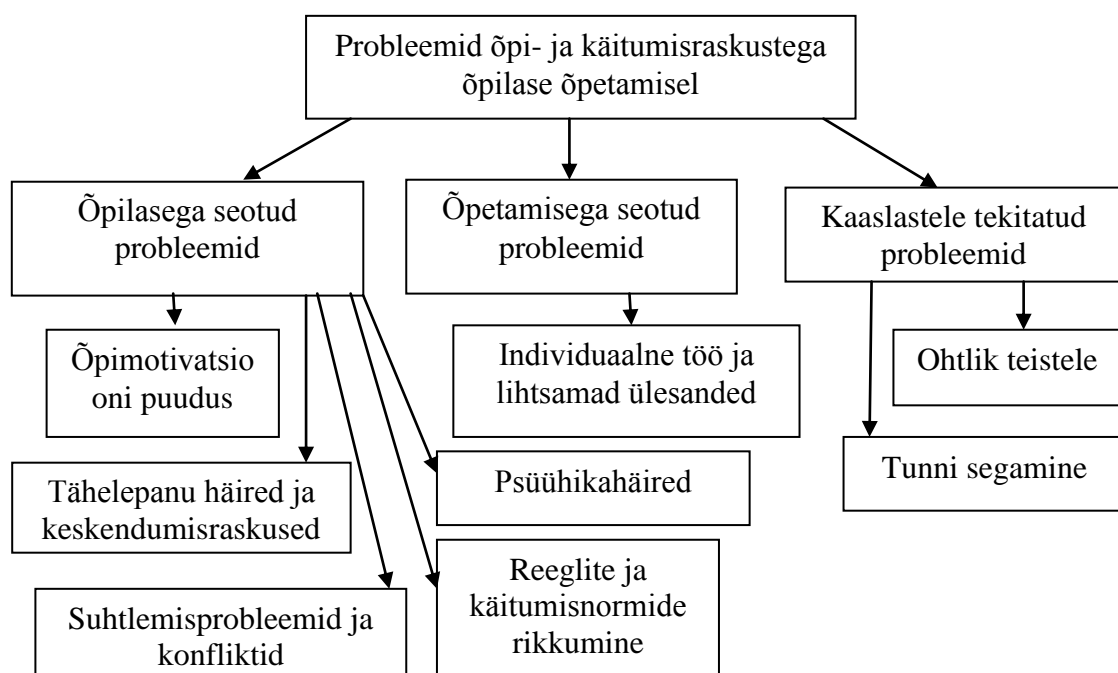 Probleemid õpi- ja käitumisraskustega
õpilase õpetamisel
Õpilasega seotud
probleemid
Õpetamisega seotud
probleemid
Kaaslastele tekitatud
probleemid
Õpimotivatsio
oni puudus
Individuaalne töö ja
lihtsamad ülesanded
Ohtlik teistele
Tähelepanu häired ja
keskendumisraskused
Psüühikahäired
Tunni segamine
Suhtlemisprobleemid ja
konfliktid
Reeglite ja
käitumisnormide
rikkumine